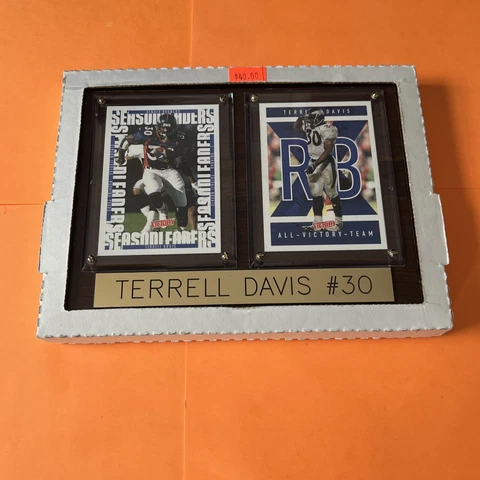 $40.00
SEASON LEADERS
SEASON LEADERS
SEASON LEADERS
SEASON LEADERS
VICTORY
TERRELL DAVIS
RB
30
VICTORY
ALL-VICTORY-TEAM
TERRELL DAVIS #30